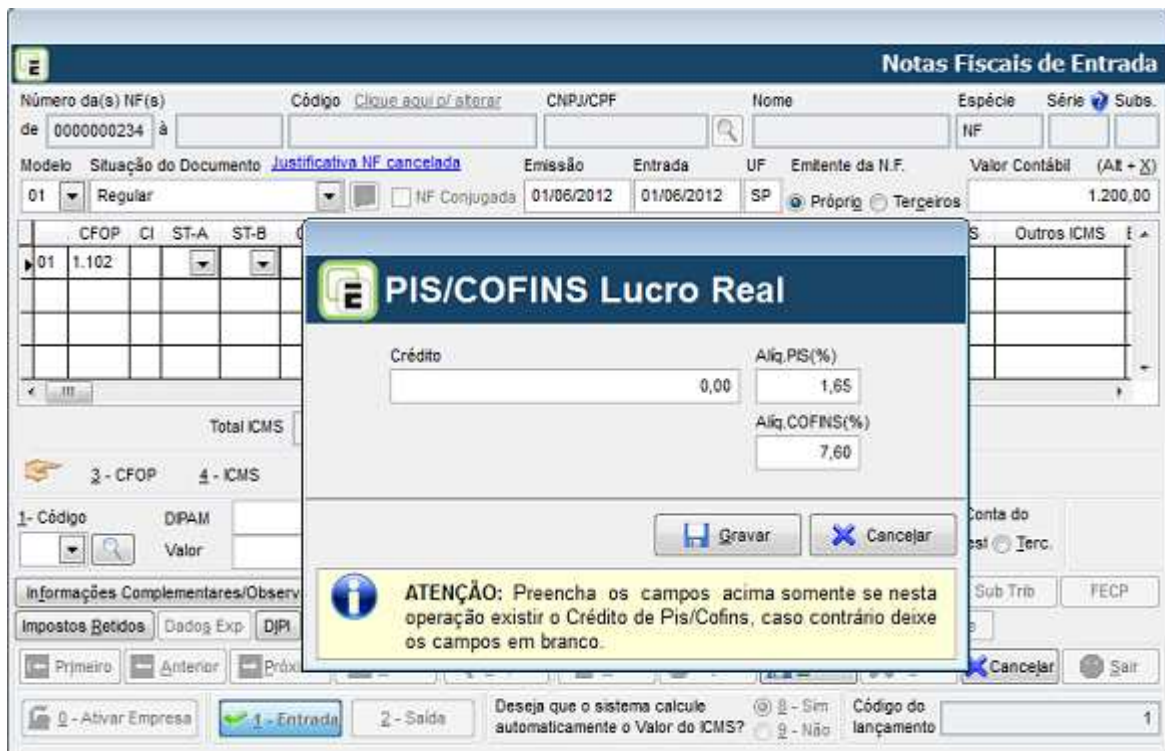 Notas Fiscais de Entrada
Número da(s) NF(s) Código Clique aqui p/ alterar CNPJ/CPF Nome Espécie Série Subs.
de 0000000234 à NF
Modelo Situação do Documento Justificativa NF cancelada Emissão Entrada UF Emitente da N.F. Valor Contábil (Alt + X)
01 Regular NF Conjugada 01/06/2012 01/06/2012 SP Próprio Terceiros 1.200,00
CFOP CI ST-A ST-B Outros ICMS
01 1.102
PIS/COFINS Lucro Real
Crédito Alíq.PIS(%)
0,00 1,65
Alíq.COFINS(%)
7,60
Total ICMS
3 - CFOP 4 - ICMS
Gravar Cancelar
1- Código DIPAM Conta do
Valor Terc.
ATENÇÃO: Preencha os campos acima somente se nesta
operação existir o Crédito de Pis/Cofins, caso contrário deixe
os campos em branco.
Informações Complementares/Observ Sub Trib FECP
Impostos Retidos Dados Exp DIPI
Primeiro Anterior Próxi Cancelar Sair
0 - Ativar Empresa 1 - Entrada 2 - Saída Deseja que o sistema calcule 8 - Sim Código do
automaticamente o Valor do ICMS? 9 - Não lançamento 1